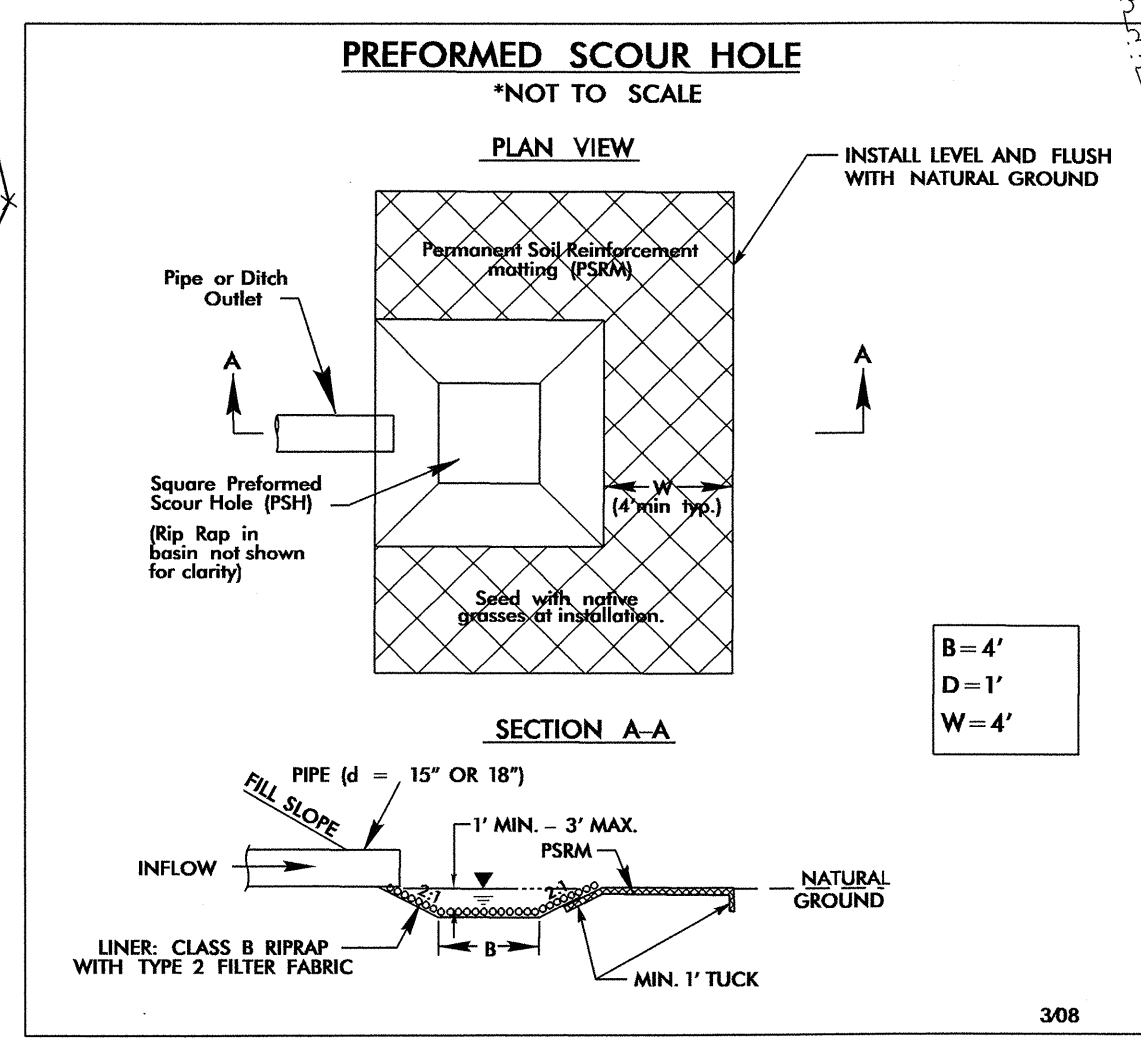 PREFORMED SCOUR HOLE
*NOT TO SCALE
PLAN VIEW
INSTALL LEVEL AND FLUSH
WITH NATURAL GROUND
Permanent Soil Reinforcement
matting (PSRM)
Pipe or Ditch
Outlet
A
A
Square Preformed
Scour Hole (PSH)
(Rip Rap in
basin not shown
for clarity)
W
(4'min typ.)
Seed with native
grasses at installation.
B=4'
D=1'
W=4'
SECTION A-A
PIPE (d = 15" OR 18")
FILL SLOPE
1' MIN. - 3' MAX.
PSRM
INFLOW
2:1
2:1
NATURAL
GROUND
LINER: CLASS B RIPRAP
WITH TYPE 2 FILTER FABRIC
B
MIN. 1' TUCK
3/08